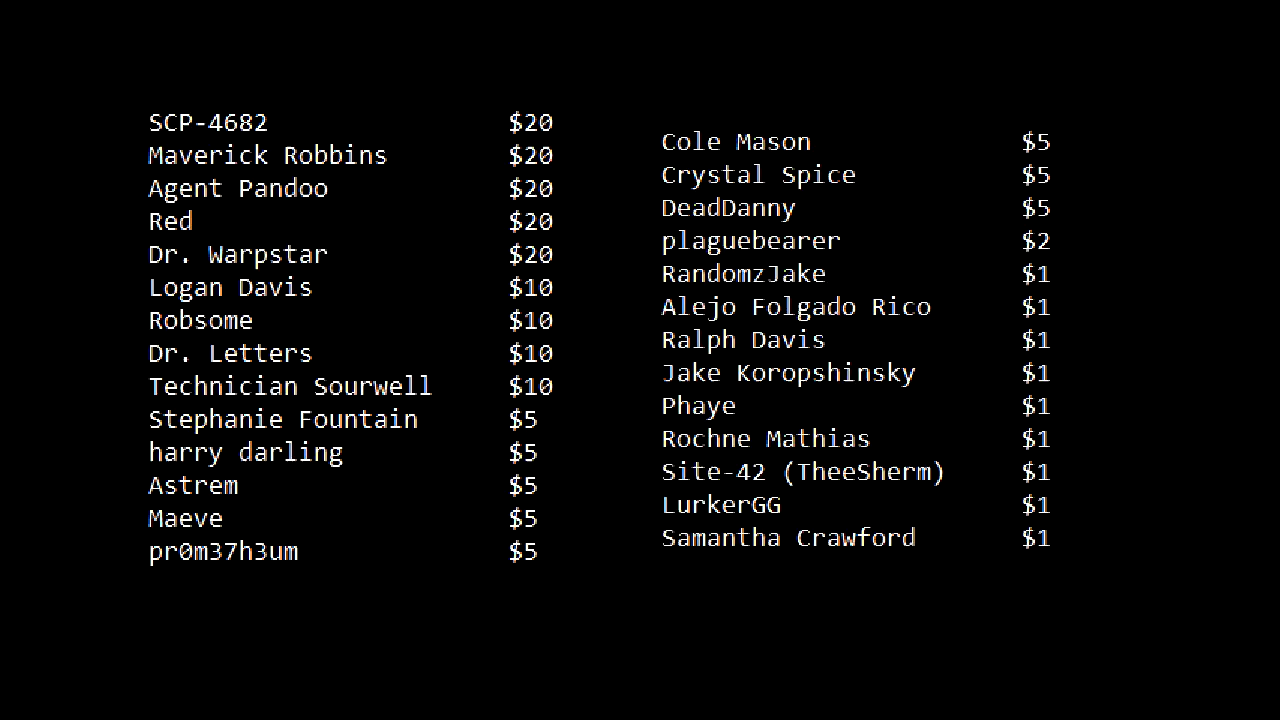 SCP-4682 $20
Maverick Robbins $20
Agent Pandoo $20
Red $20
Dr. Warpstar $20
Logan Davis $10
Robsome $10
Dr. Letters $10
Technician Sourwell $10
Stephanie Fountain $5
harry darling $5
Astrem $5
Maeve $5
pr0m37h3um $5
Cole Mason $5
Crystal Spice $5
DeadDanny $5
plaguebearer $2
RandomzJake $1
Alejo Folgado Rico $1
Ralph Davis $1
Jake Koropshinsky $1
Phaye $1
Rochne Mathias $1
Site-42 (TheeSherm) $1
LurkerGG $1
Samantha Crawford $1